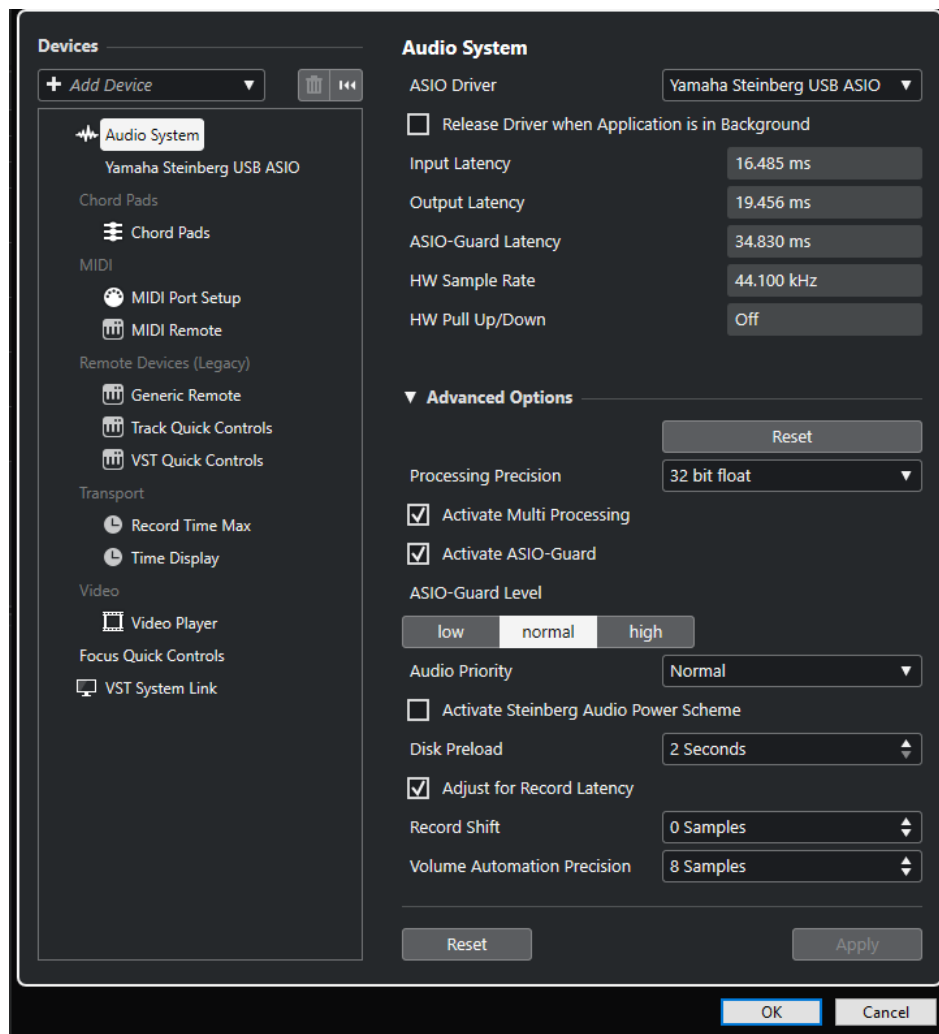 Devices
+ Add Device
Audio System
Yamaha Steinberg USB ASIO
Chord Pads
Chord Pads
MIDI
MIDI Port Setup
MIDI Remote
Remote Devices (Legacy)
Generic Remote
Track Quick Controls
VST Quick Controls
Transport
Record Time Max
Time Display
Video
Video Player
Focus Quick Controls
VST System Link
Audio System
ASIO Driver Yamaha Steinberg USB ASIO
Release Driver when Application is in Background
Input Latency 16.485 ms
Output Latency 19.456 ms
ASIO-Guard Latency 34.830 ms
HW Sample Rate 44.100 kHz
HW Pull Up/Down Off
Advanced Options
Reset
Processing Precision 32 bit float
Activate Multi Processing
Activate ASIO-Guard
ASIO-Guard Level
low normal high
Audio Priority Normal
Activate Steinberg Audio Power Scheme
Disk Preload 2 Seconds
Adjust for Record Latency
Record Shift 0 Samples
Volume Automation Precision 8 Samples
Reset Apply
OK Cancel